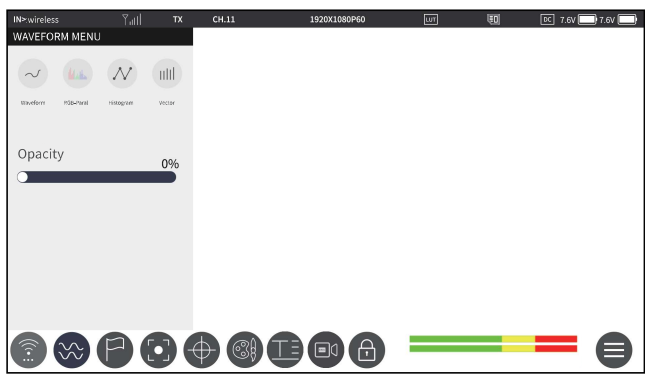 IN>:wireless TX CH.11 1920X1080P60 LUT DC 7.6V 7.6V
WAVEFORM MENU
Waveform RGB-Paral Histogram Vector
Opacity
0%